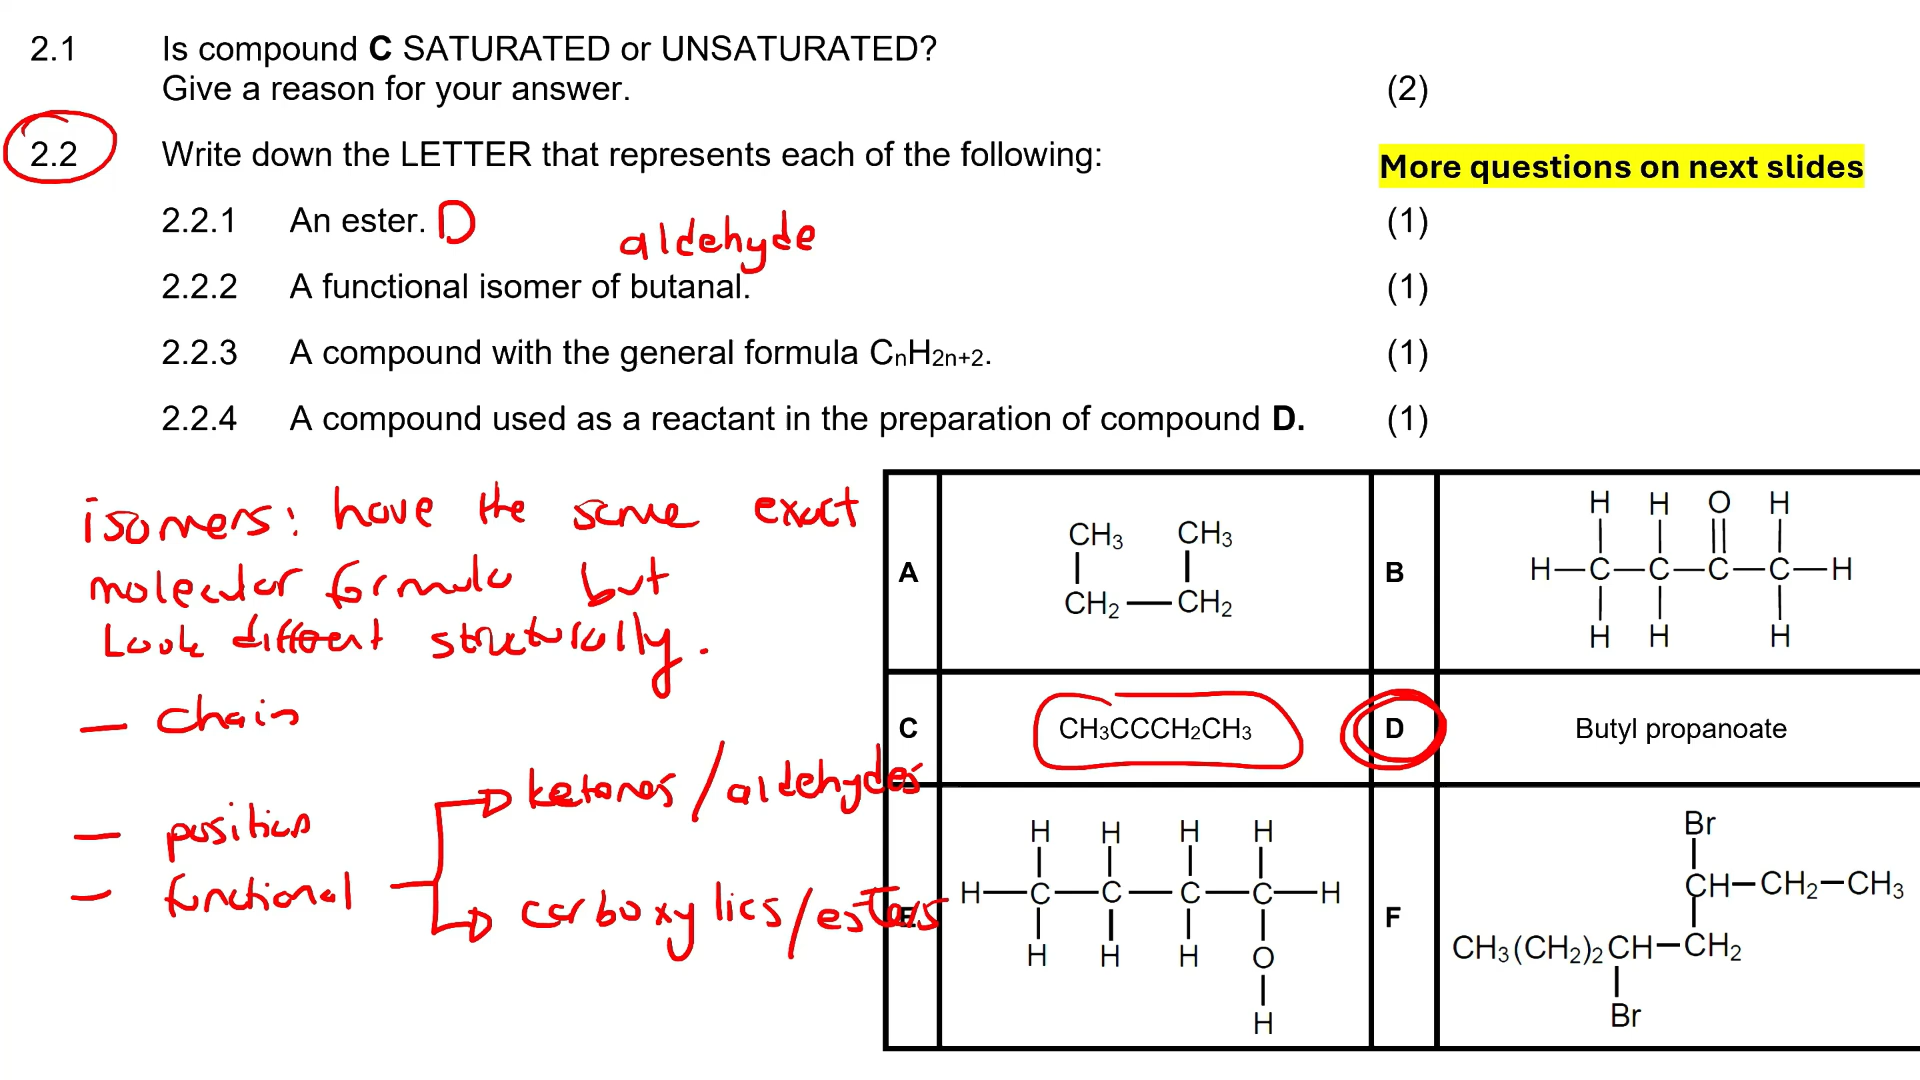 2.1 Is compound C SATURATED or UNSATURATED?
Give a reason for your answer. (2)
2.2 Write down the LETTER that represents each of the following:
More questions on next slides
2.2.1 An ester. D (1)
aldehyde
2.2.2 A functional isomer of butanal. (1)
2.2.3 A compound with the general formula CₙH₂ₙ₊₂. (1)
2.2.4 A compound used as a reactant in the preparation of compound D. (1)
isomers: have the same exact
molecular formula but
Look different structurally.
– chain
– position
– functional
ketones / aldehydes
carboxylics/esters
A
CH₃ CH₃
CH₂ CH₂
B
H H O H
H C C C C H
H H H
C
CH₃CCCH₂CH₃
D
Butyl propanoate
E
H H H H
H C C C C H
H H H O
H
F
Br
CH–CH₂–CH₃
CH₃(CH₂)₂CH–CH₂
Br